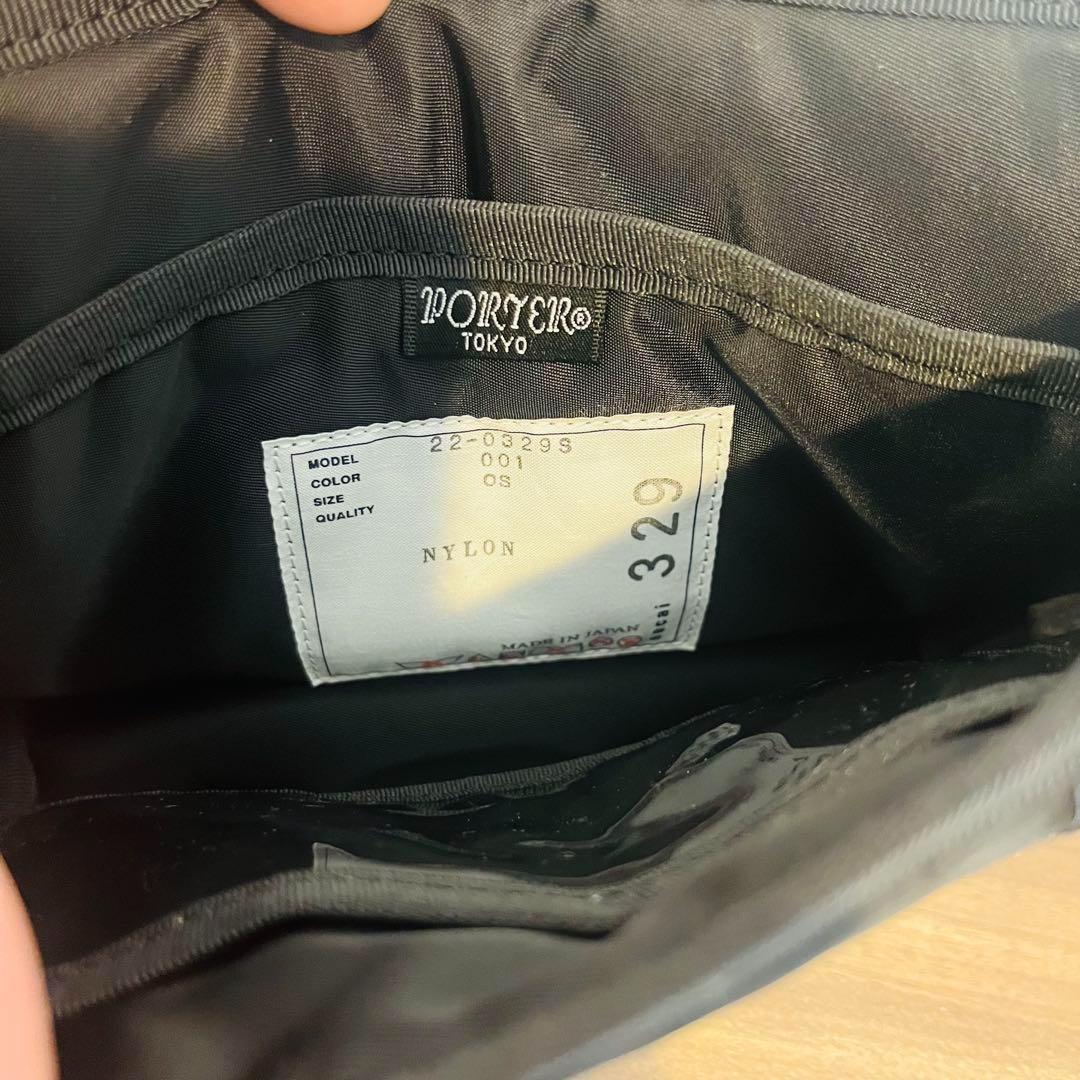 PORTER®
TOKYO
MODEL 22-0329S
COLOR 001
SIZE OS
QUALITY
NYLON
MADE IN JAPAN
sacai 329